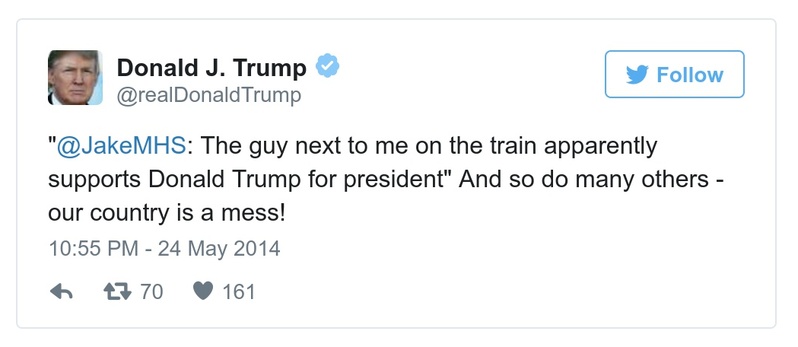 Donald J. Trump
@realDonaldTrump
Follow
"@JakeMHS: The guy next to me on the train apparently
supports Donald Trump for president" And so do many others -
our country is a mess!
10:55 PM - 24 May 2014
70 161